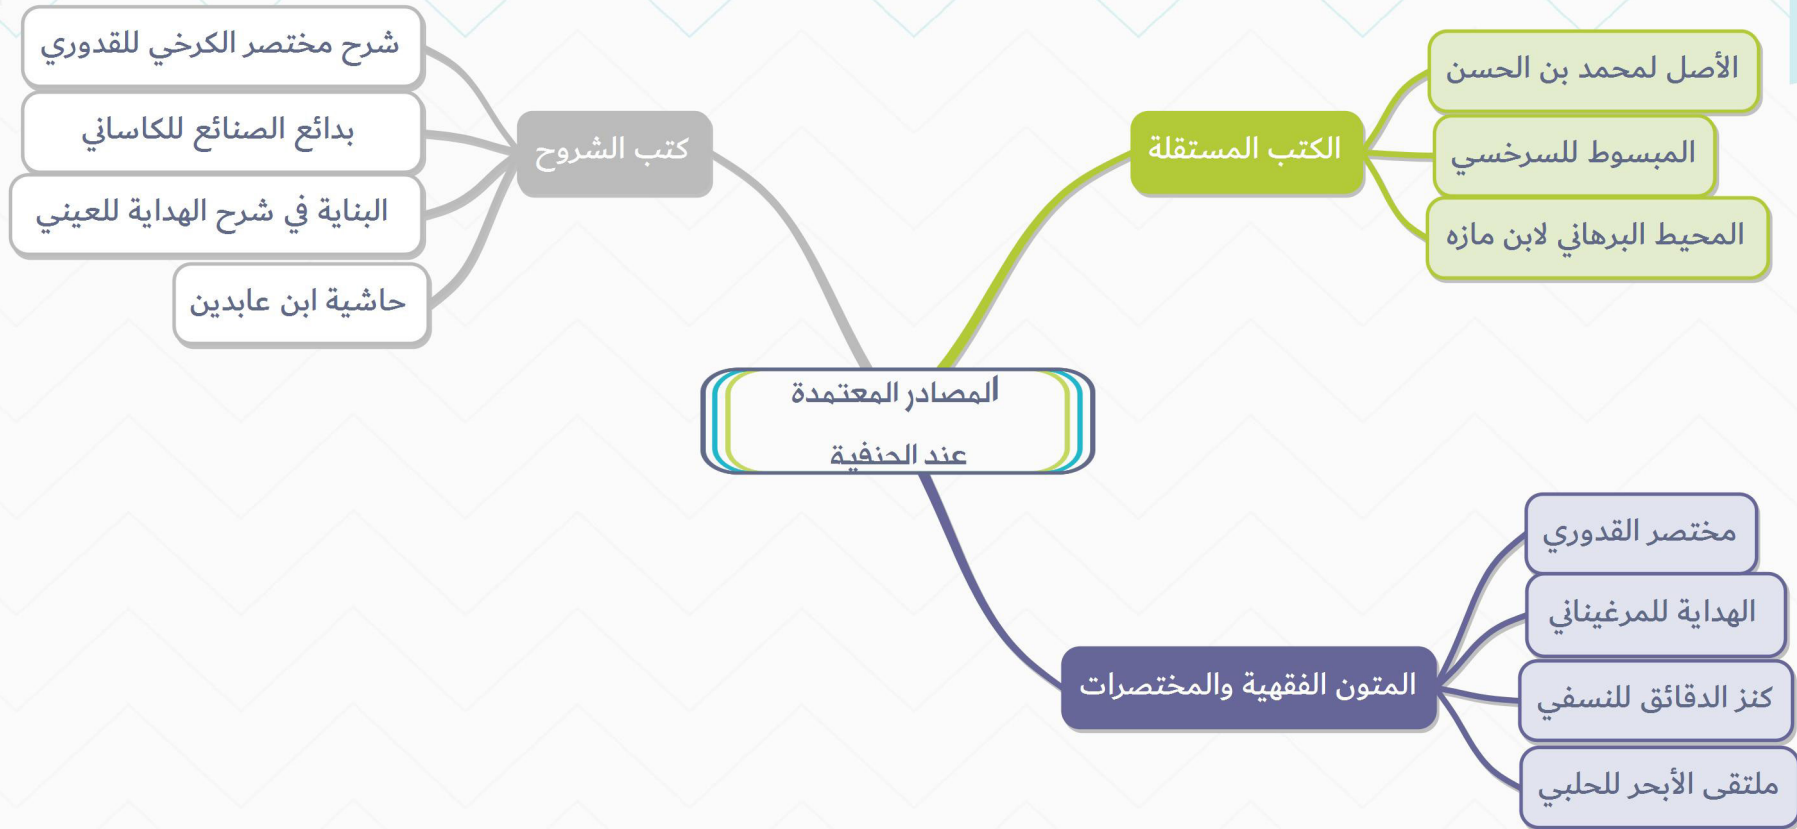 المصادر المعتمدة
عند الحنفية
الكتب المستقلة
الأصل لمحمد بن الحسن
المبسوط للسرخسي
المحيط البرهاني لابن مازه
المتون الفقهية والمختصرات
مختصر القدوري
الهداية للمرغيناني
كنز الدقائق للنسفي
ملتقى الأبحر للحلبي
كتب الشروح
شرح مختصر الكرخي للقدوري
بدائع الصنائع للكاساني
البناية في شرح الهداية للعيني
حاشية ابن عابدين